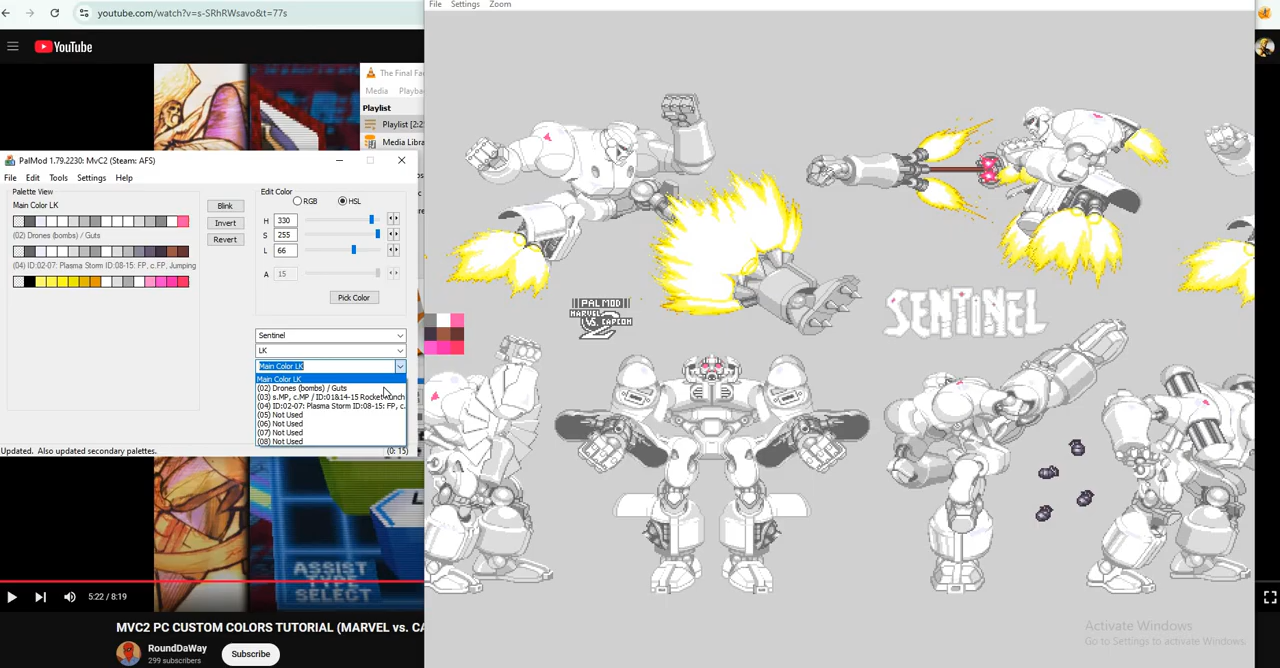 youtube.com/watch?v=s-SRhRWsavo&t=77s
File Settings Zoom
YouTube
The Final Fa
Media Playba
Playlist
Playlist [2:2
Media Libra
PalMod 1.79.2230: MvC2 (Steam: AFS)
File Edit Tools Settings Help
Palette View
Main Color LK
(02) Drones (bombs) / Guts
(04) ID:02-07: Plasma Storm ID:08-15: FP, c.FP, Jumping
Blink
Invert
Revert
Edit Color
RGB HSL
H 330
S 255
L 66
A 15
Pick Color
Sentinel
LK
Main Color LK
Main Color LK
(02) Drones (bombs) / Guts
(04) ID:02-07: Plasma Storm ID:08-15: FP, c.
(05) Not Used
(06) Not Used
(07) Not Used
(08) Not Used
Updated. Also updated secondary palettes.
(0: 15)
PALMOD
MARVEL
VS. CAPCOM
2
SENTINEL
ASSIST
TYPE
SELECT
5:22 / 8:19
MVC2 PC CUSTOM COLORS TUTORIAL (MARVEL vs. CA
RoundDaWay
299 subscribers
Subscribe
Activate Windows
Go to Settings to activate Windows.